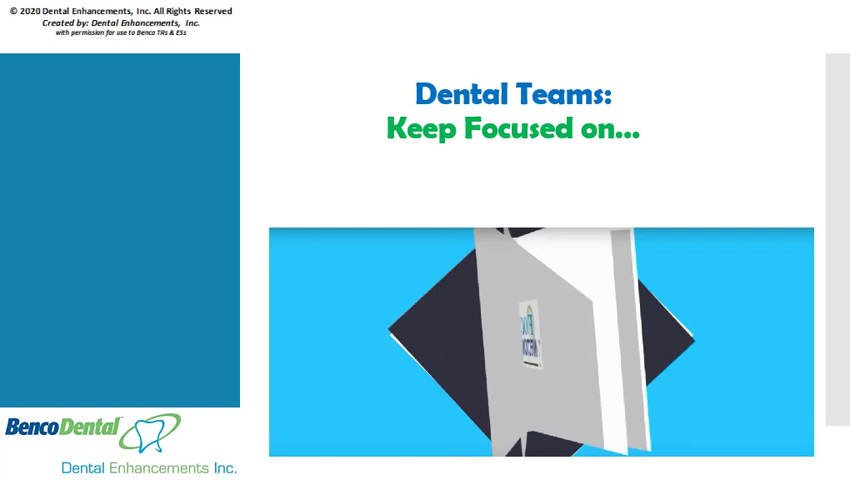 © 2020 Dental Enhancements, Inc. All Rights Reserved
Created by: Dental Enhancements, Inc.
with permission for use to Benco TRs & ESs
Dental Teams:
Keep Focused on...
BencoDental™
Dental Enhancements Inc.